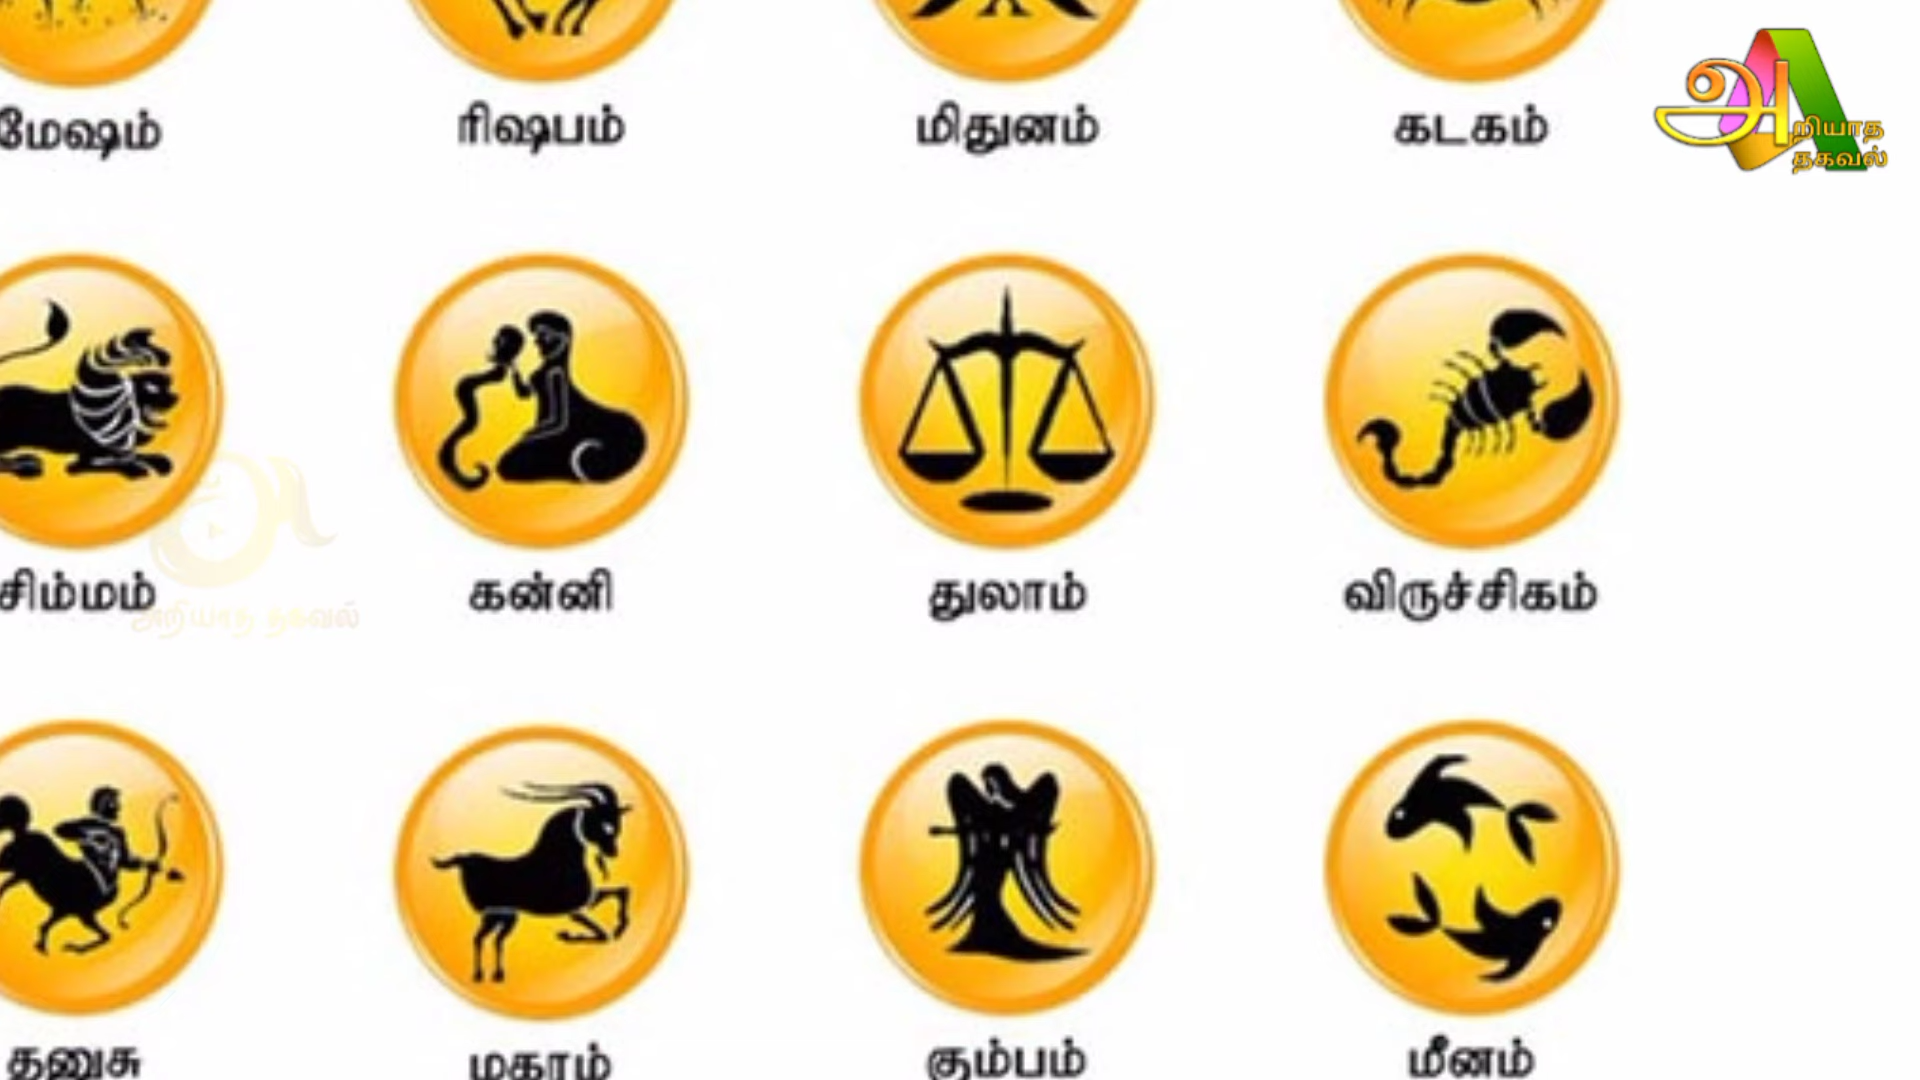 மேஷம் ரிஷபம் மிதுனம் கடகம்
அறியாத
தகவல்
சிம்மம் கன்னி துலாம் விருச்சிகம்
அறியாத தகவல்
தனுசு மகரம் கும்பம் மீனம்